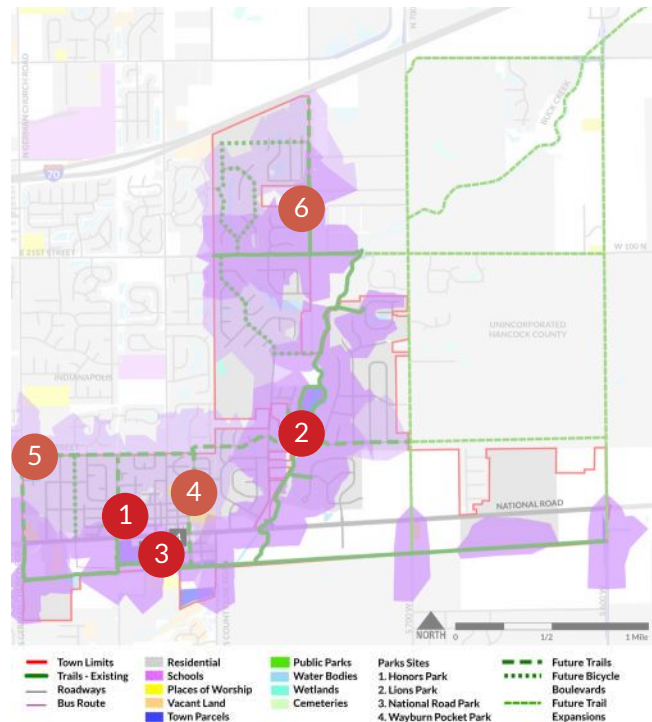 N GERMAN CHURCH ROAD
N 700 W
BUCK CREEK
70
6
E 21ST STREET
W 100 N
UNINCORPORATED
HANCOCK COUNTY
INDIANAPOLIS
2
5
4
1
NATIONAL ROAD
3
S 700 W
S 600 W
NORTH
0 1/2 1 Mile
Town Limits
Trails - Existing
Roadways
Bus Route
Residential
Schools
Places of Worship
Vacant Land
Town Parcels
Public Parks
Water Bodies
Wetlands
Cemeteries
Parks Sites
1. Honors Park
2. Lions Park
3. National Road Park
4. Wayburn Pocket Park
Future Trails
Future Bicycle
Boulevards
Future Trail
Expansions